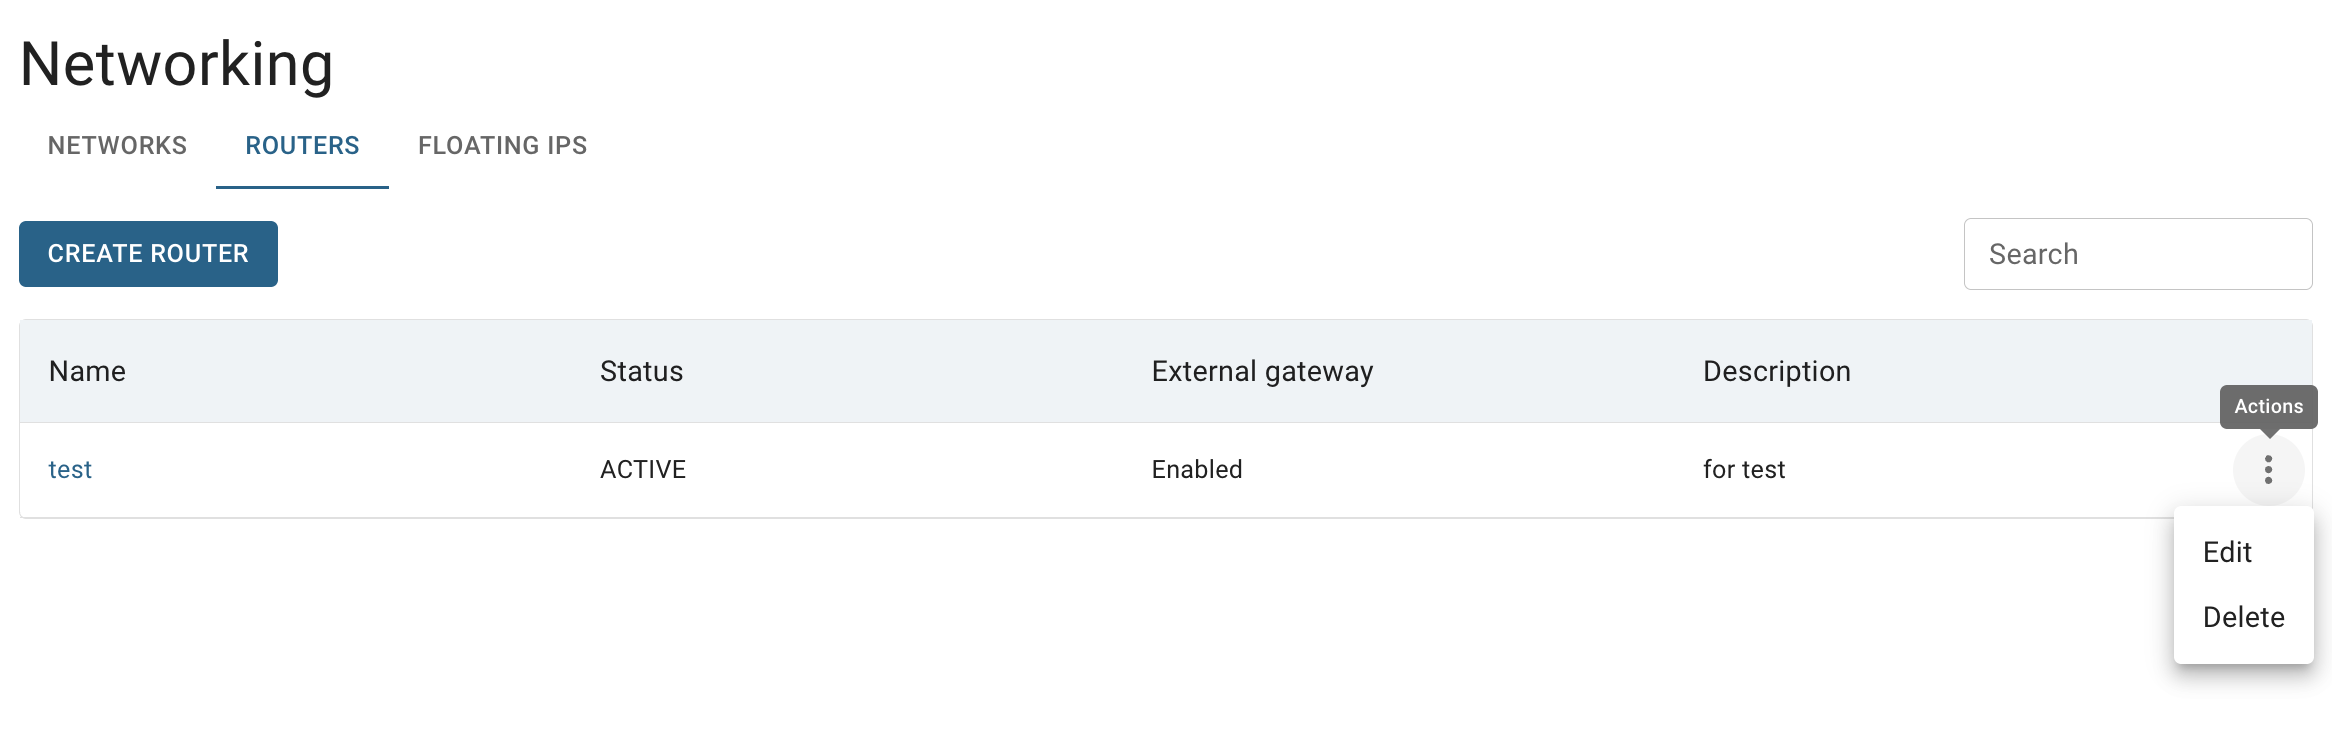 Networking
NETWORKS ROUTERS FLOATING IPS
CREATE ROUTER Search
Name Status External gateway Description
Actions
test ACTIVE Enabled for test
Edit
Delete